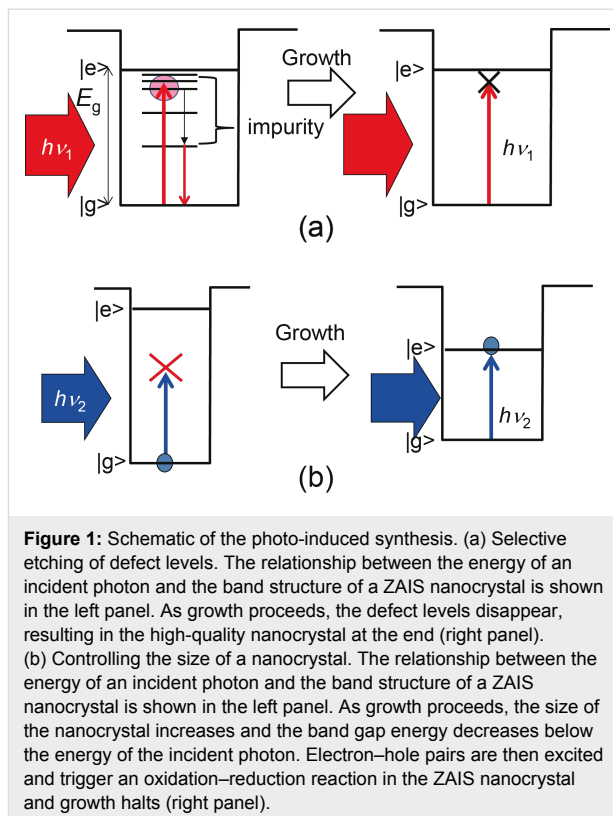 |e>
E_g
hν₁
|g>
impurity
Growth
|e>
hν₁
|g>
(a)
|e>
hν₂
|g>
Growth
|e>
hν₂
|g>
(b)
Figure 1: Schematic of the photo-induced synthesis. (a) Selective
etching of defect levels. The relationship between the energy of an
incident photon and the band structure of a ZAIS nanocrystal is shown
in the left panel. As growth proceeds, the defect levels disappear,
resulting in the high-quality nanocrystal at the end (right panel).
(b) Controlling the size of a nanocrystal. The relationship between the
energy of an incident photon and the band structure of a ZAIS
nanocrystal is shown in the left panel. As growth proceeds, the size of
the nanocrystal increases and the band gap energy decreases below
the energy of the incident photon. Electron–hole pairs are then excited
and trigger an oxidation–reduction reaction in the ZAIS nanocrystal
and growth halts (right panel).